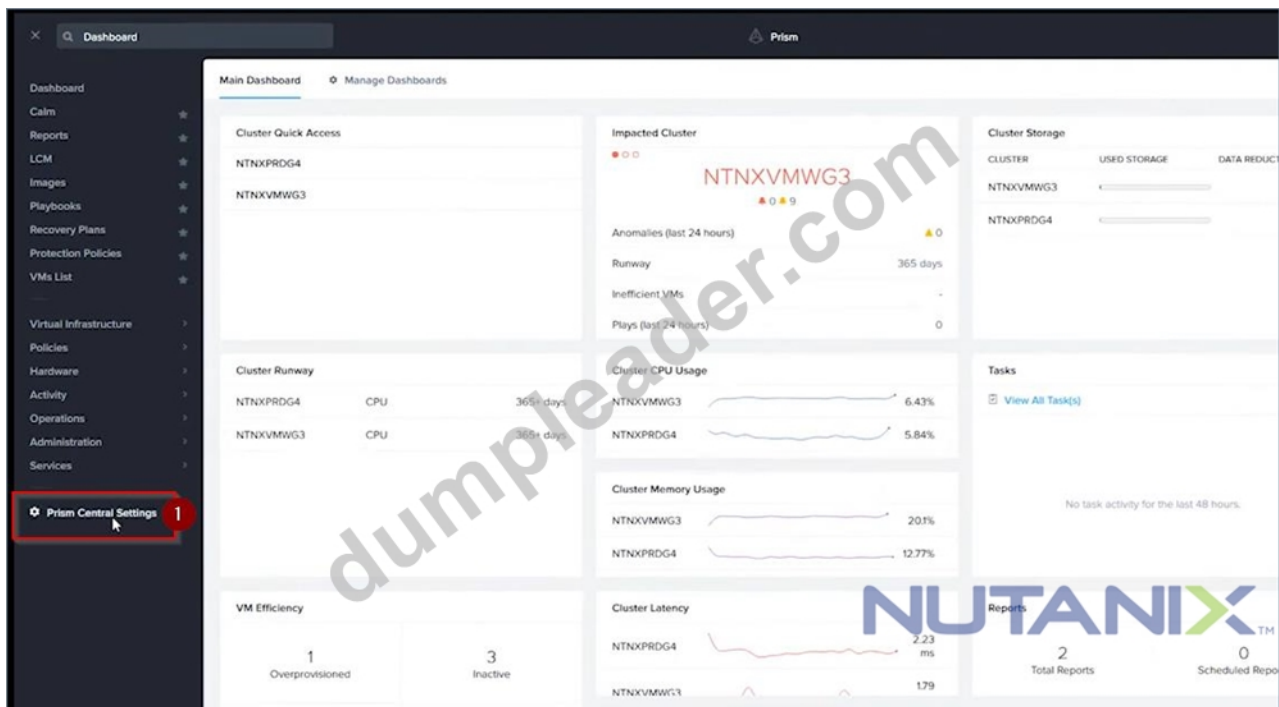 Dashboard
Prism
Dashboard
Calm
Reports
LCM
Images
Playbooks
Recovery Plans
Protection Policies
VMs List
Virtual Infrastructure
Policies
Hardware
Activity
Operations
Administration
Services
Prism Central Settings
1
Main Dashboard
Manage Dashboards
Cluster Quick Access
NTNXPRDG4
NTNXVMWG3
Impacted Cluster
NTNXVMWG3
0 9
Anomalies (last 24 hours) 0
Runway 365 days
Inefficient VMs -
Plays (last 24 hours) 0
Cluster Storage
CLUSTER USED STORAGE DATA REDUCT
NTNXVMWG3
NTNXPRDG4
Cluster Runway
NTNXPRDG4 CPU 365+ days
NTNXVMWG3 CPU 365+ days
Cluster CPU Usage
NTNXVMWG3 6.43%
NTNXPRDG4 5.84%
Tasks
View All Task(s)
No task activity for the last 48 hours.
Cluster Memory Usage
NTNXVMWG3 20.1%
NTNXPRDG4 12.77%
VM Efficiency
1 3
Overprovisioned Inactive
Cluster Latency
NTNXPRDG4 2.23 ms
NTNXVMWG3 1.79
Reports
2 0
Total Reports Scheduled Repo
NUTANIX™
dumpleader.com